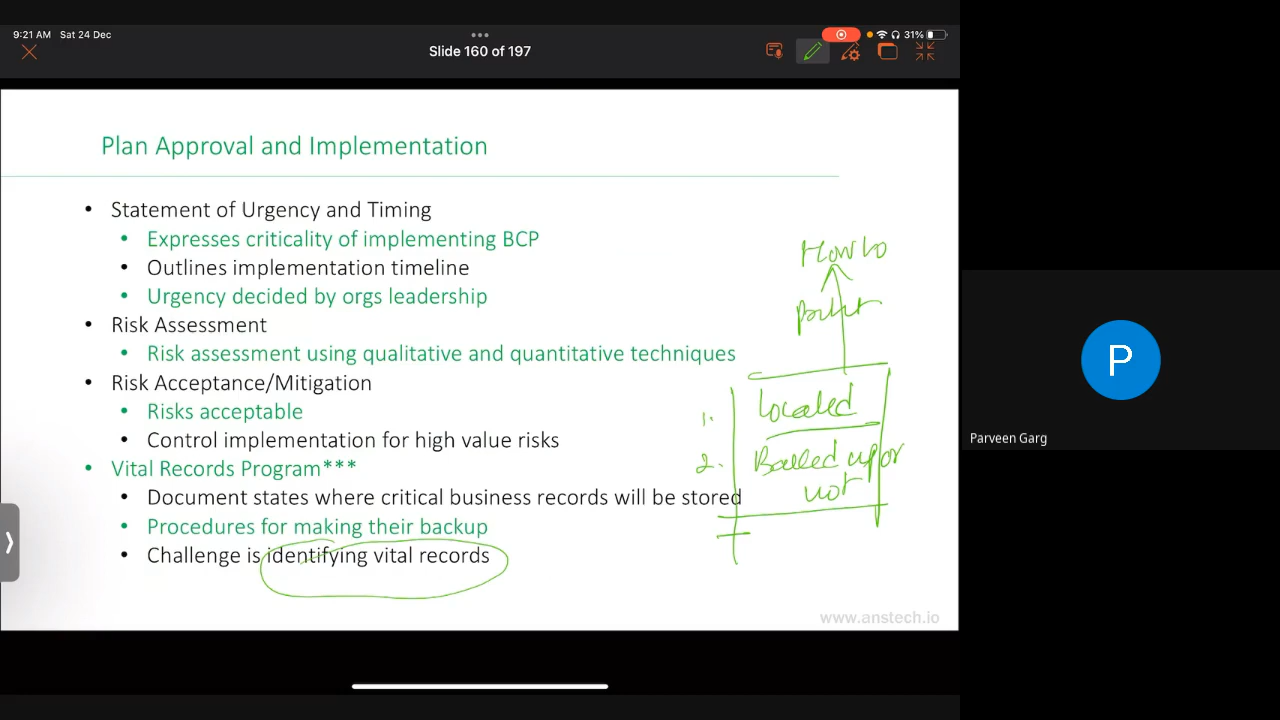 9:21 AM Sat 24 Dec
31%
Slide 160 of 197
Plan Approval and Implementation
• Statement of Urgency and Timing
• Expresses criticality of implementing BCP
• Outlines implementation timeline
• Urgency decided by orgs leadership
• Risk Assessment
• Risk assessment using qualitative and quantitative techniques
• Risk Acceptance/Mitigation
• Risks acceptable
• Control implementation for high value risks
• Vital Records Program***
• Document states where critical business records will be stored
• Procedures for making their backup
• Challenge is identifying vital records
How to
1. Located
2. Backed up or
not
www.anstech.io
P
Parveen Garg